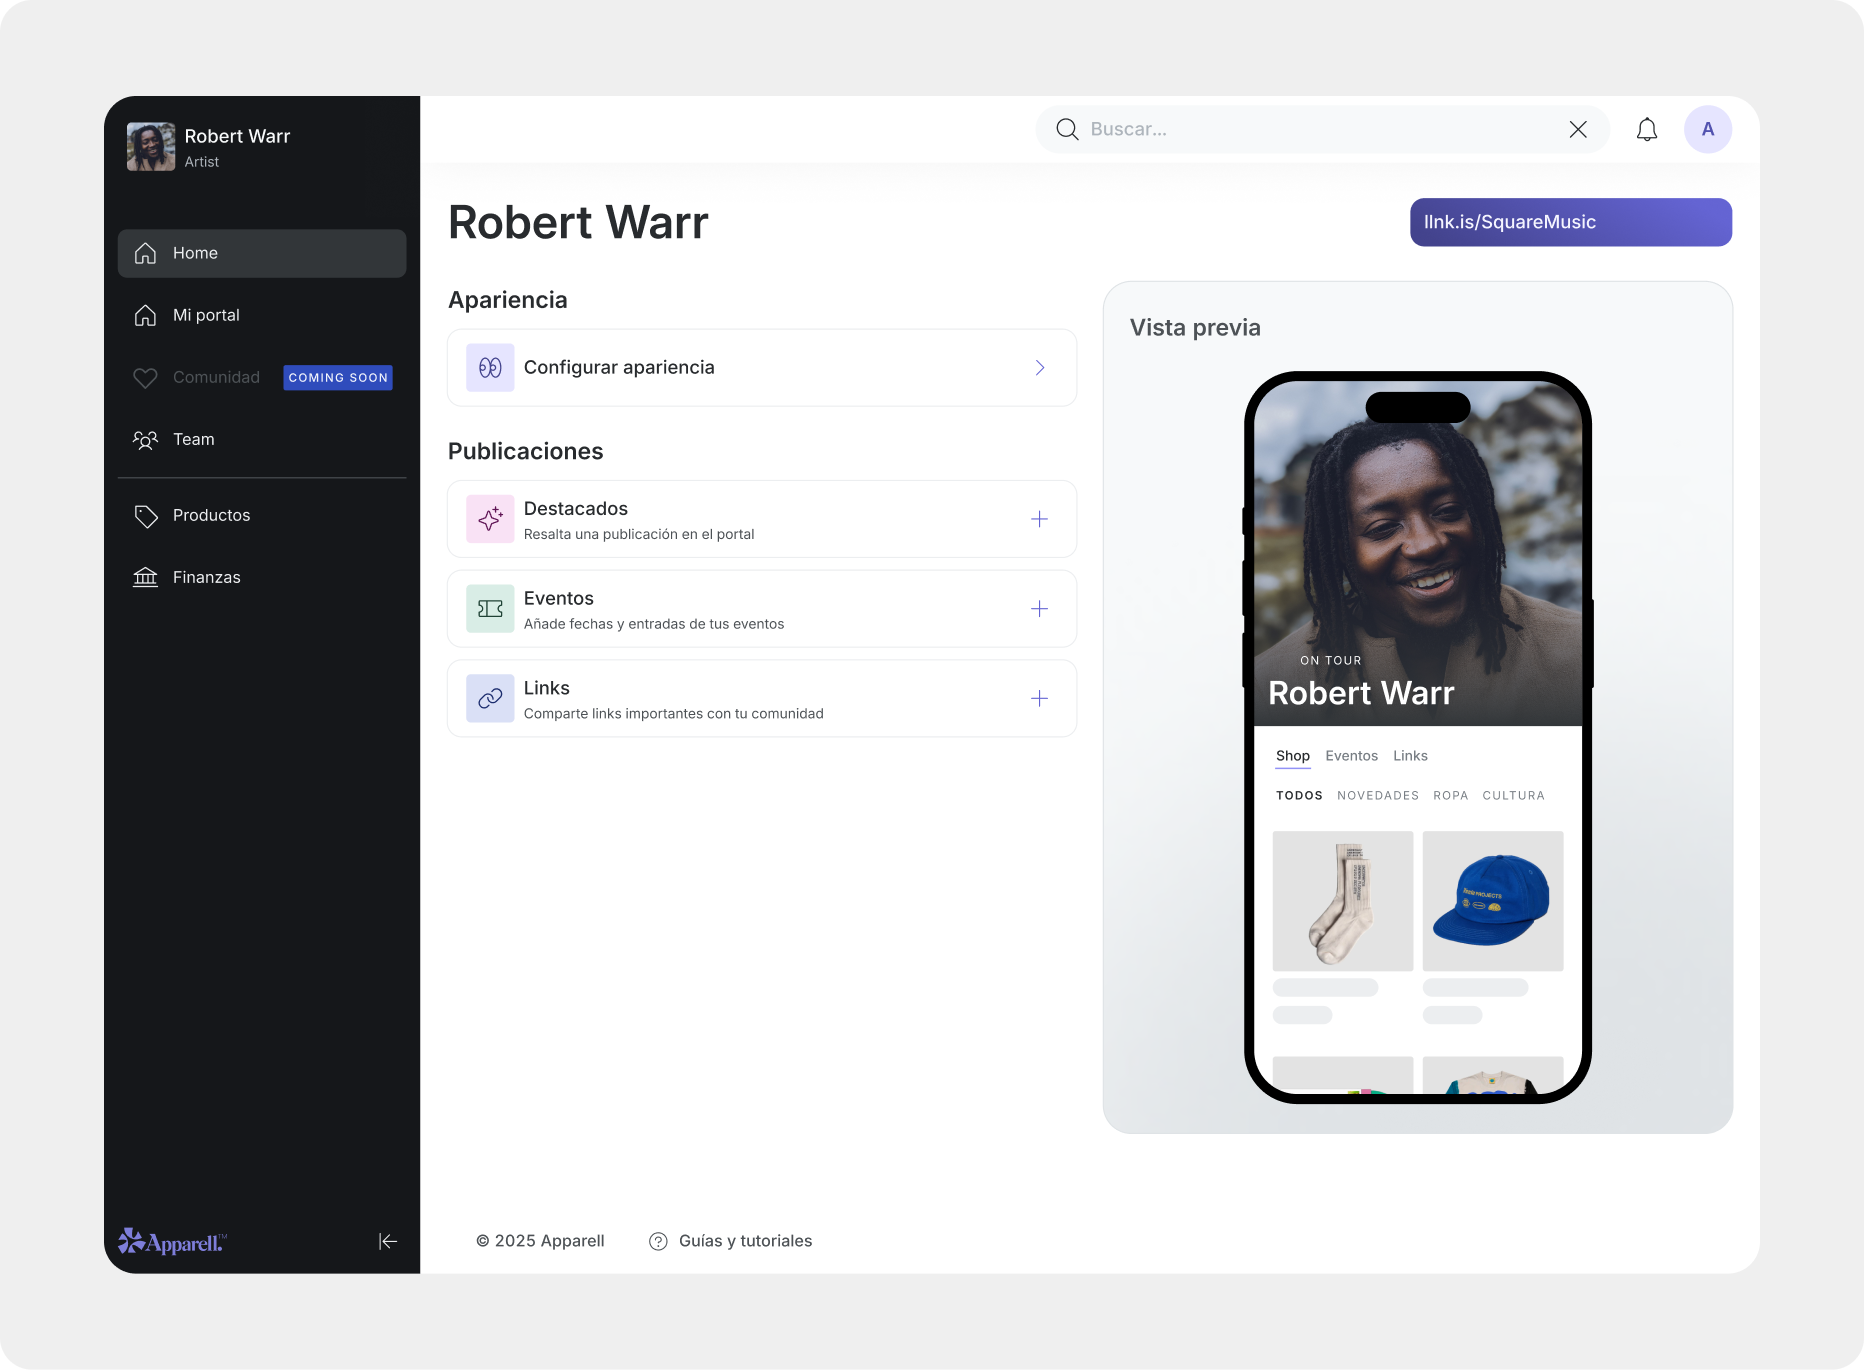 Robert Warr
Artist
Home
Mi portal
Comunidad COMING SOON
Team
Productos
Finanzas
Apparell.™
Buscar...
A
Robert Warr
llnk.is/SquareMusic
Apariencia
Configurar apariencia
Publicaciones
Destacados
Resalta una publicación en el portal
Eventos
Añade fechas y entradas de tus eventos
Links
Comparte links importantes con tu comunidad
Vista previa
ON TOUR
Robert Warr
Shop Eventos Links
TODOS NOVEDADES ROPA CULTURA
PROJECTS
© 2025 Apparell
Guías y tutoriales